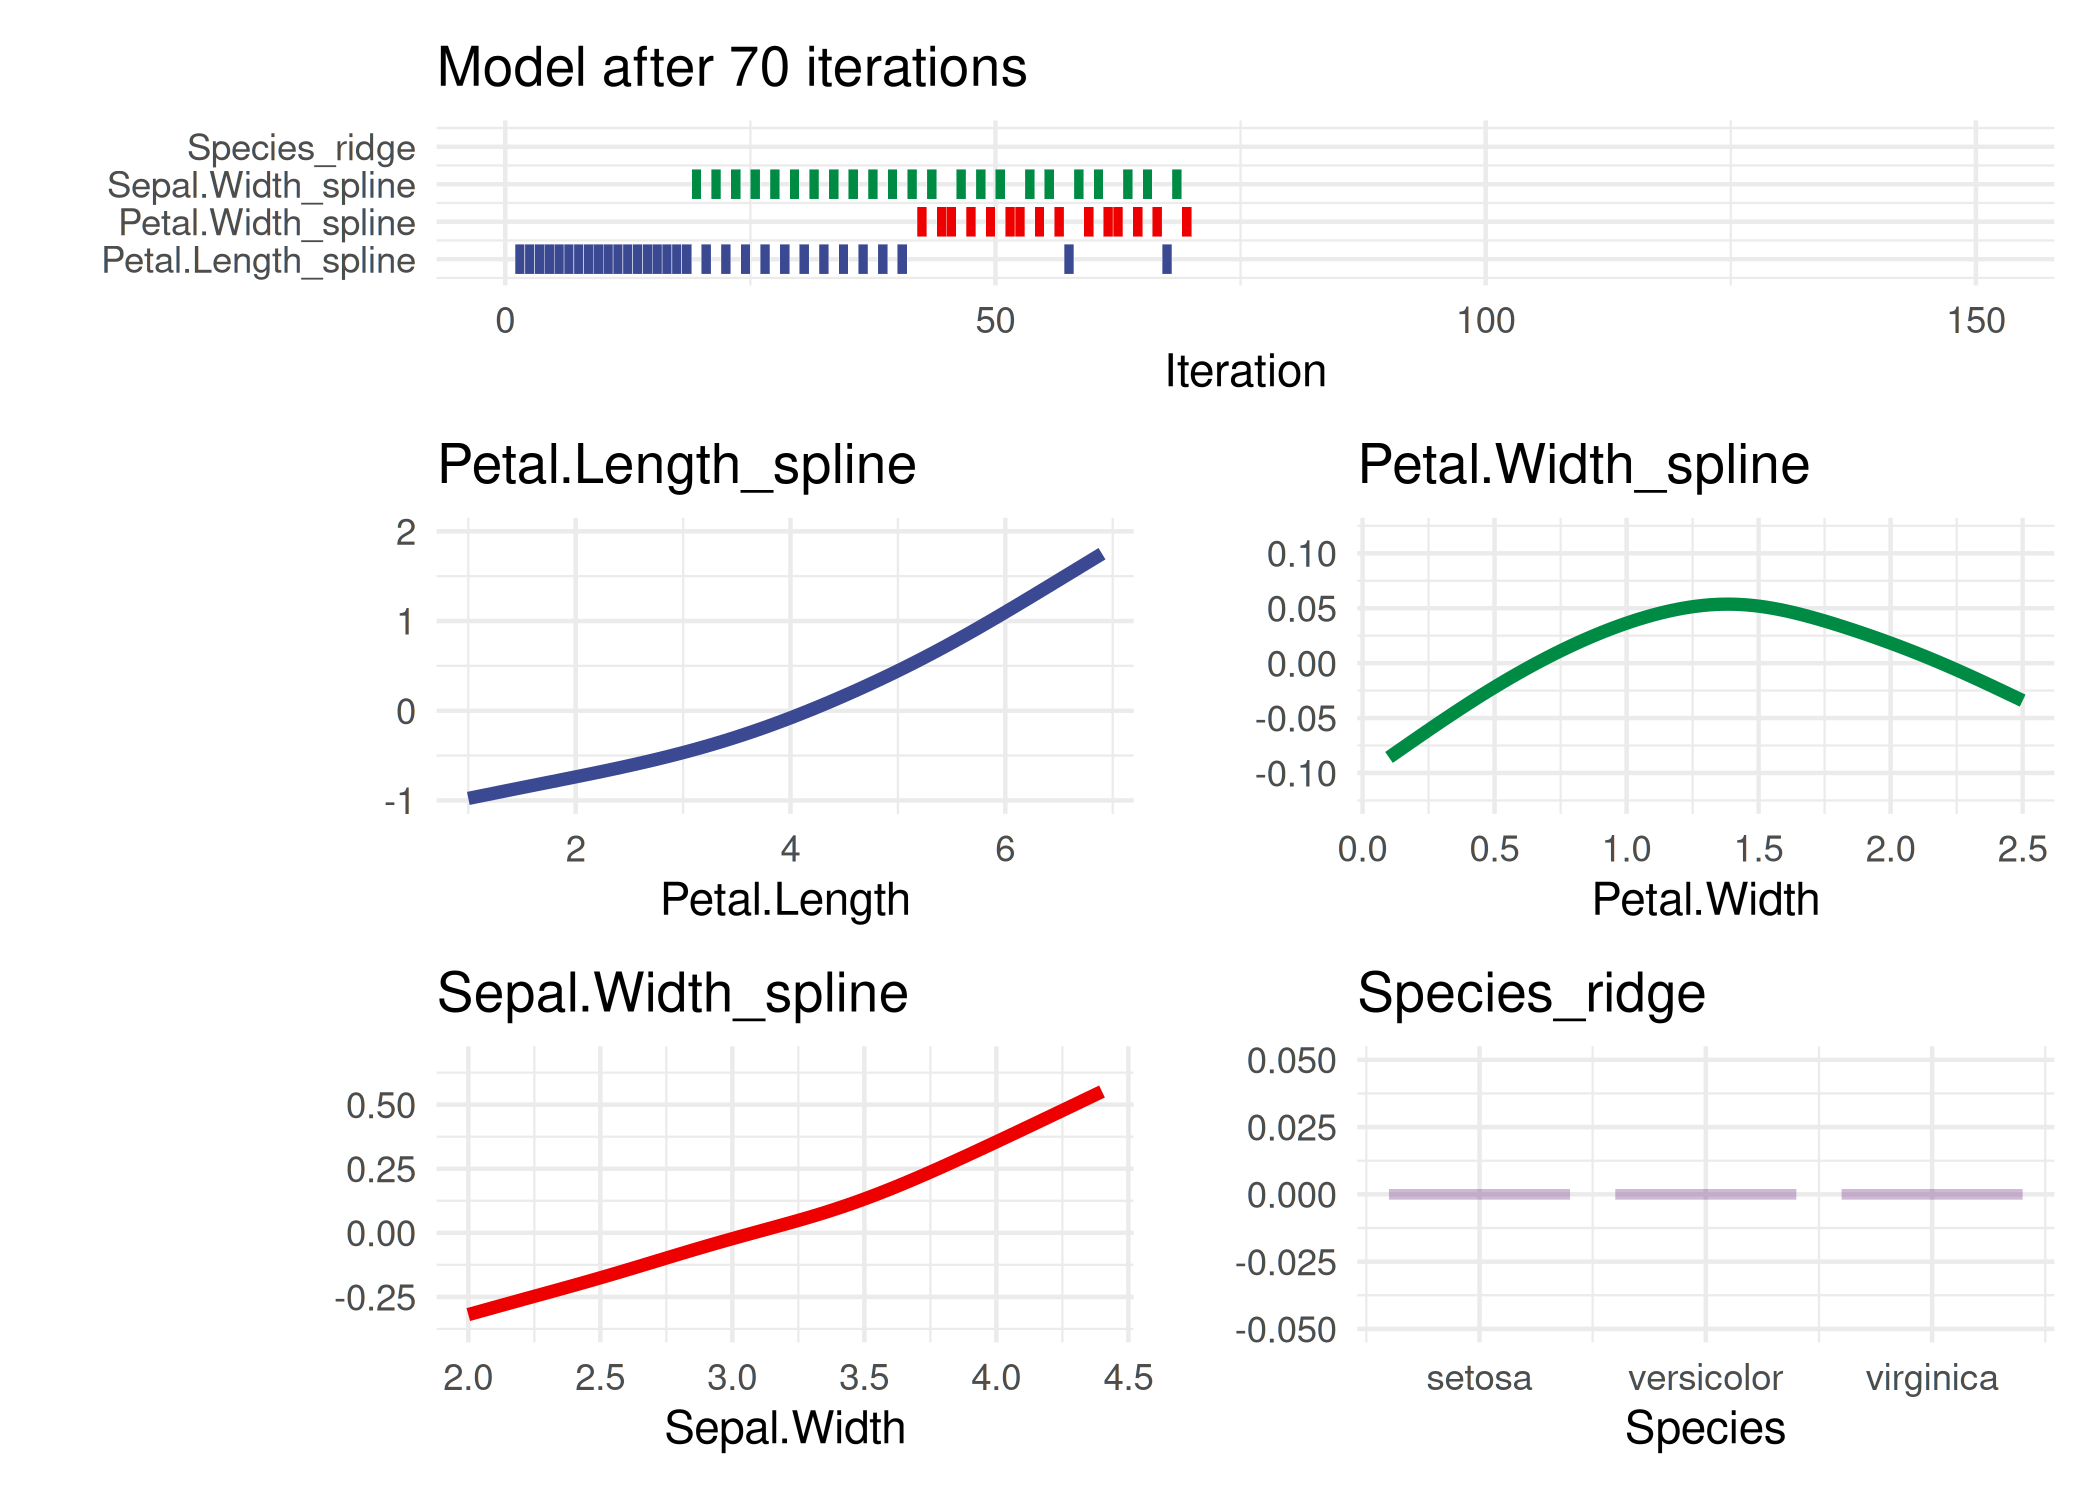 Model after 70 iterations
Species_ridge
Sepal.Width_spline
Petal.Width_spline
Petal.Length_spline
0 50 100 150
Iteration
Petal.Length_spline
2
1
0
-1
2 4 6
Petal.Length
Petal.Width_spline
0.10
0.05
0.00
-0.05
-0.10
0.0 0.5 1.0 1.5 2.0 2.5
Petal.Width
Sepal.Width_spline
0.50
0.25
0.00
-0.25
2.0 2.5 3.0 3.5 4.0 4.5
Sepal.Width
Species_ridge
0.050
0.025
0.000
-0.025
-0.050
setosa versicolor virginica
Species